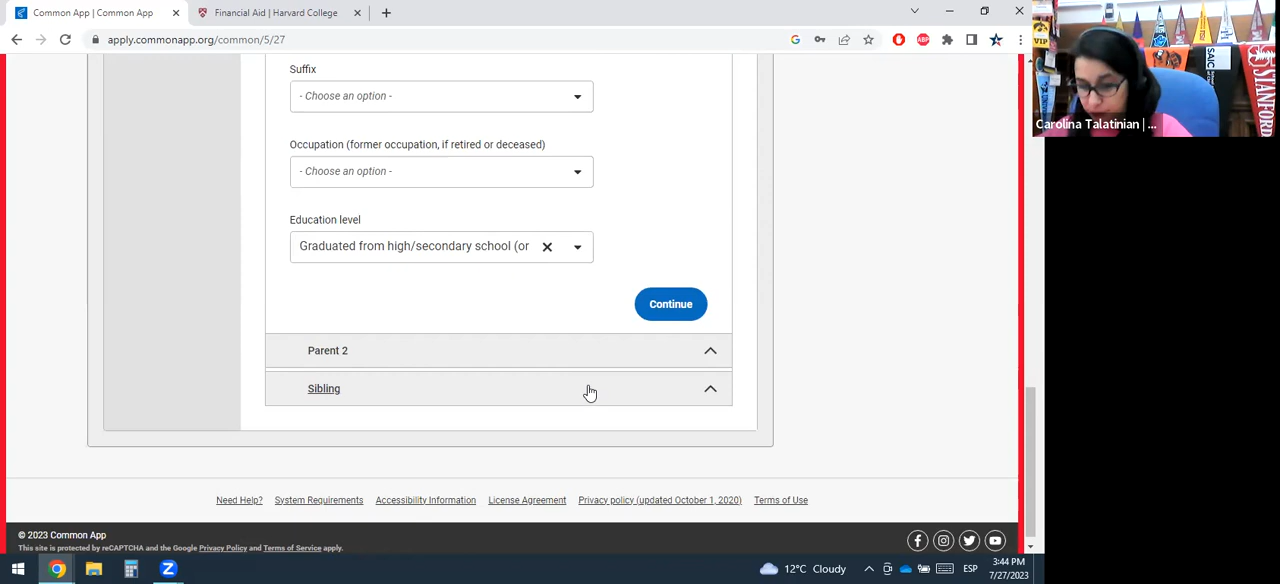 Common App | Common App
Financial Aid | Harvard College
apply.commonapp.org/common/5/27
ABP
G
VIP
SAIC
STANFORD
Carolina Talatinian | ...
Suffix
- Choose an option -
Occupation (former occupation, if retired or deceased)
- Choose an option -
Education level
Graduated from high/secondary school (or
Continue
Parent 2
Sibling
Need Help?
System Requirements
Accessibility Information
License Agreement
Privacy policy (updated October 1, 2020)
Terms of Use
© 2023 Common App
This site is protected by reCAPTCHA and the Google Privacy Policy and Terms of Service apply.
12°C Cloudy
ESP
3:44 PM
7/27/2023